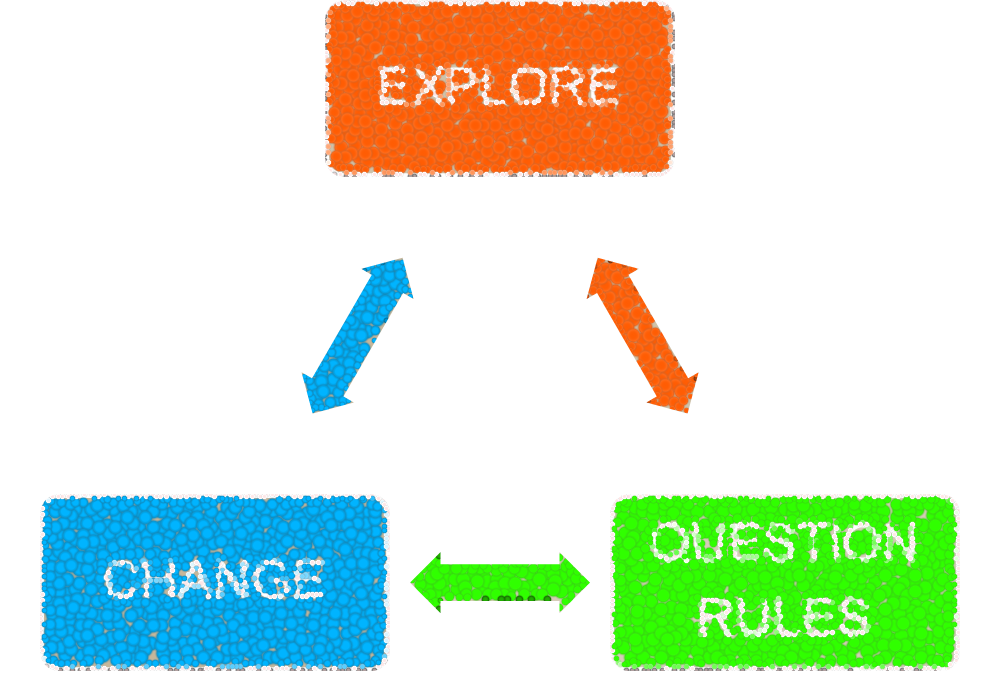 EXPLORE
CHANGE
QUESTION
RULES